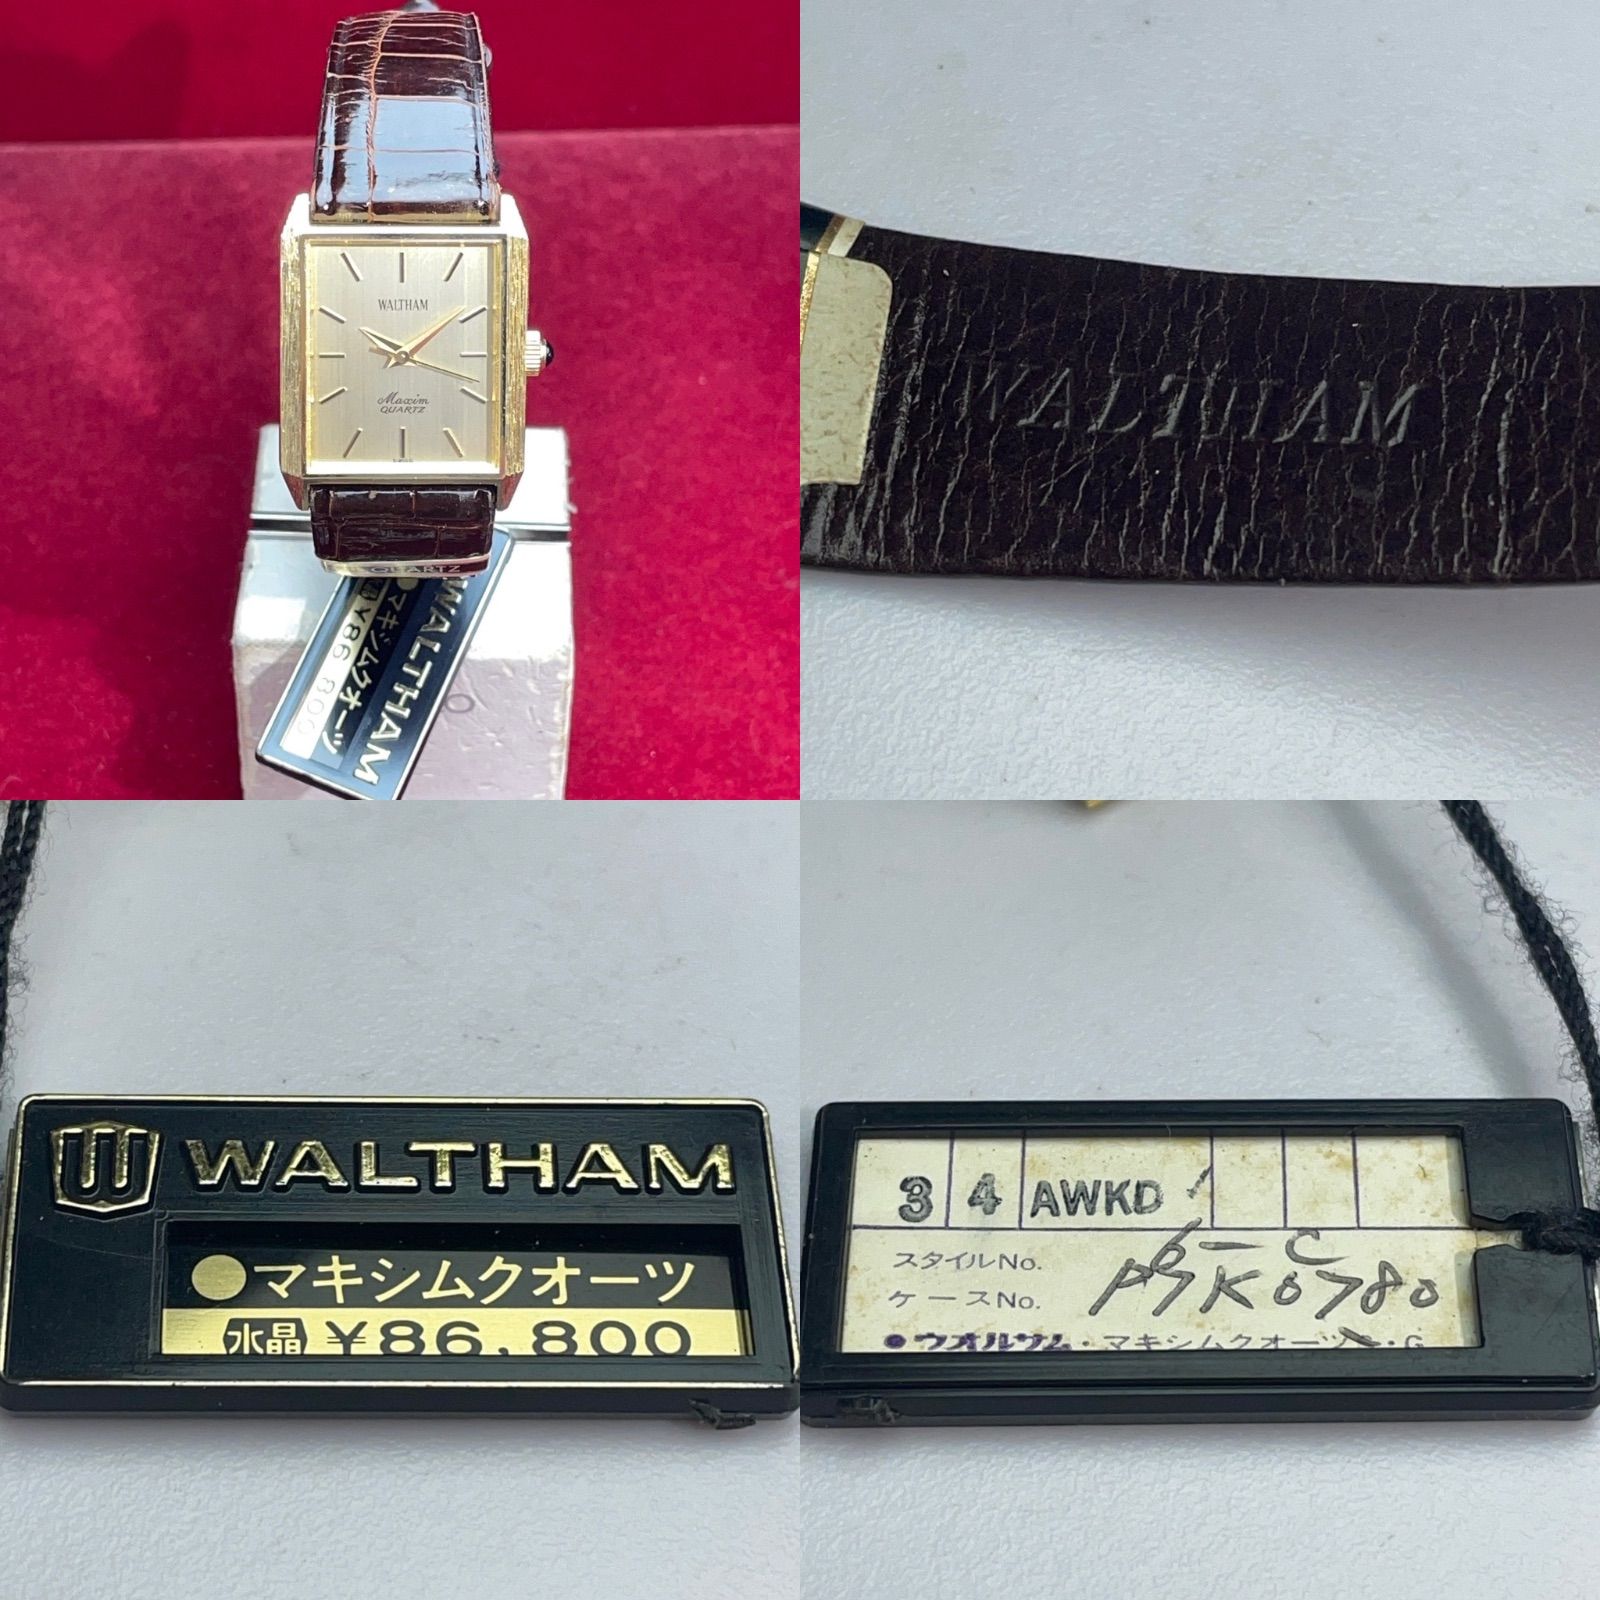 WALTHAM
Maxim
QUARTZ
QUARTZ
WALTHAM
●マキシムクオーツ
水晶 ¥86,800
WALTHAM
W WALTHAM
●マキシムクオーツ
水晶 ¥86,800
3 4 AWKD
スタイルNo. 6-C
ケースNo. K0780
●ウオルサム・マキシムクオーツ・G